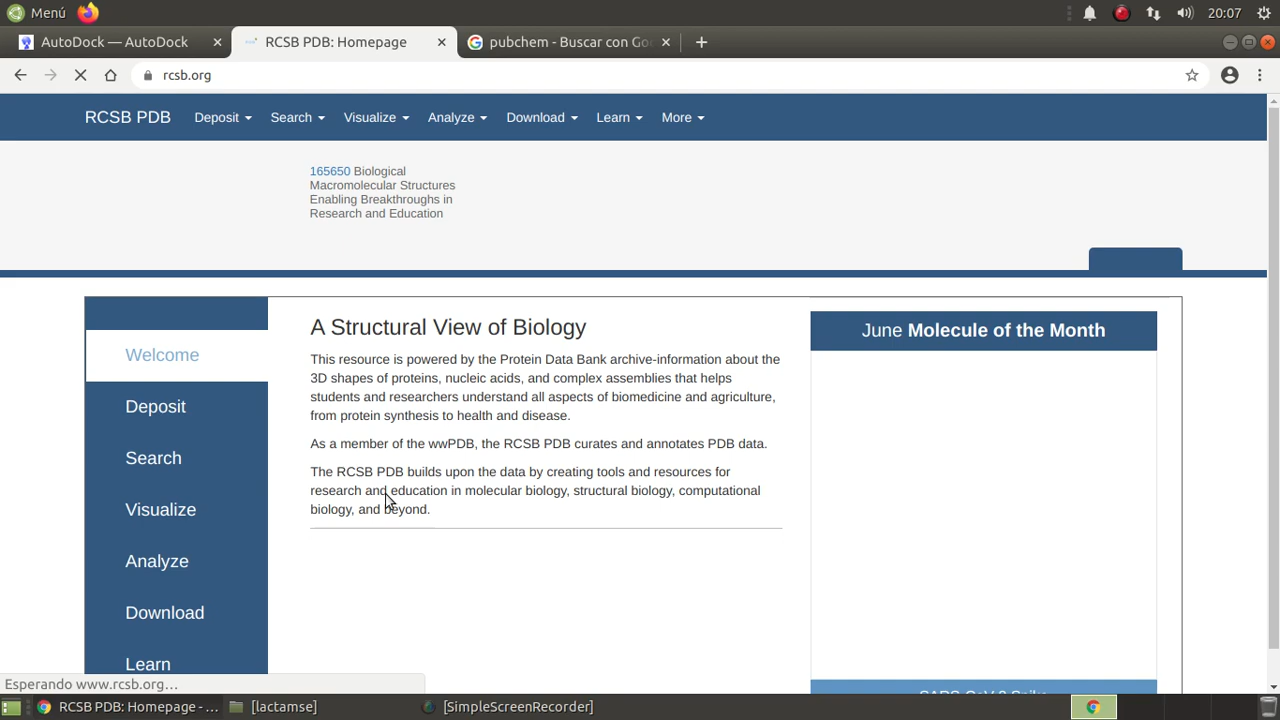 Menú
20:07
AutoDock — AutoDock
RCSB PDB: Homepage
pubchem - Buscar con Goo
rcsb.org
RCSB PDB Deposit Search Visualize Analyze Download Learn More
165650 Biological
Macromolecular Structures
Enabling Breakthroughs in
Research and Education
Welcome
Deposit
Search
Visualize
Analyze
Download
Learn
A Structural View of Biology
This resource is powered by the Protein Data Bank archive-information about the
3D shapes of proteins, nucleic acids, and complex assemblies that helps
students and researchers understand all aspects of biomedicine and agriculture,
from protein synthesis to health and disease.
As a member of the wwPDB, the RCSB PDB curates and annotates PDB data.
The RCSB PDB builds upon the data by creating tools and resources for
research and education in molecular biology, structural biology, computational
biology, and beyond.
June Molecule of the Month
SARS-CoV-2 Spike
Esperando www.rcsb.org…
RCSB PDB: Homepage - ...
[lactamse]
[SimpleScreenRecorder]